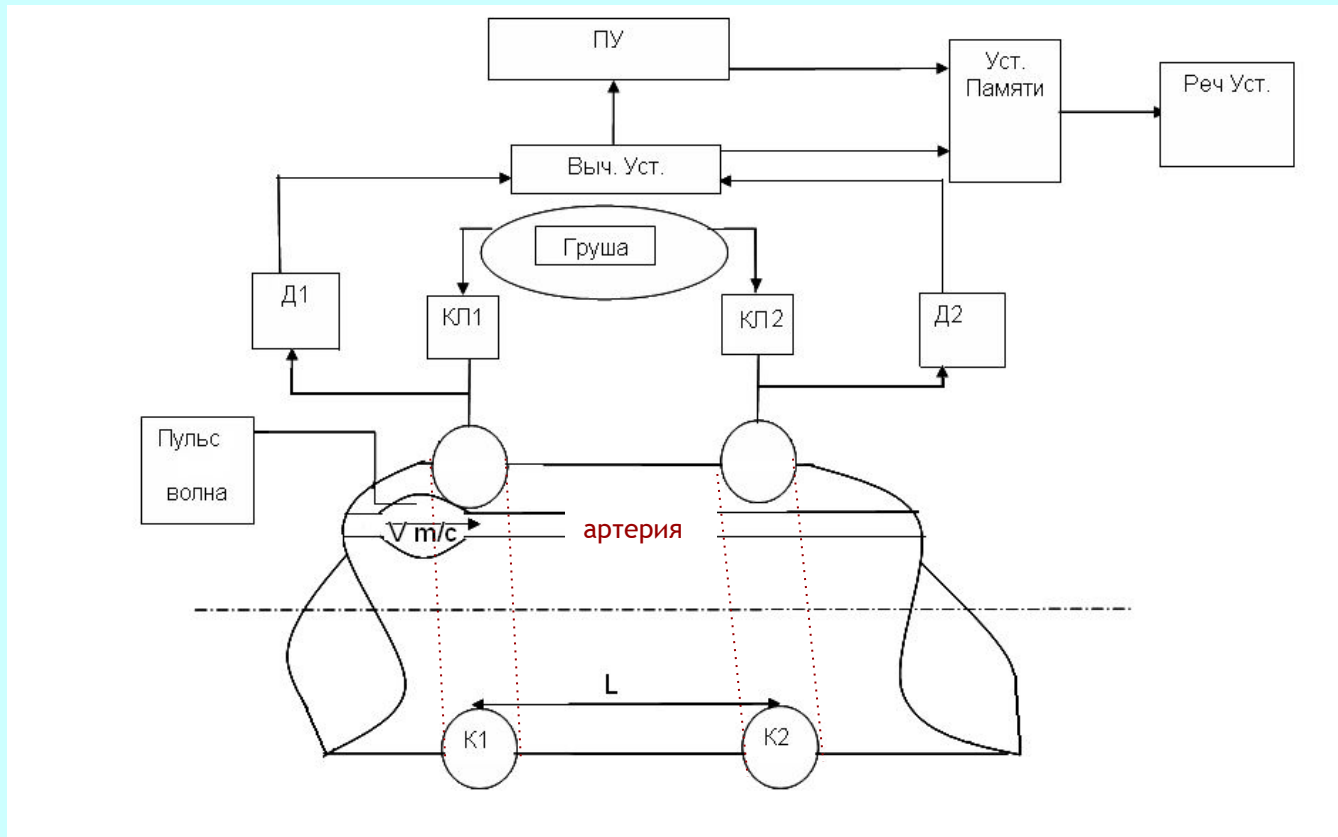 ПУ
Уст.
Памяти
Реч Уст.
Выч. Уст.
Груша
Д1
КЛ1
КЛ2
Д2
Пульс
волна
V m/c
артерия
L
К1
К2